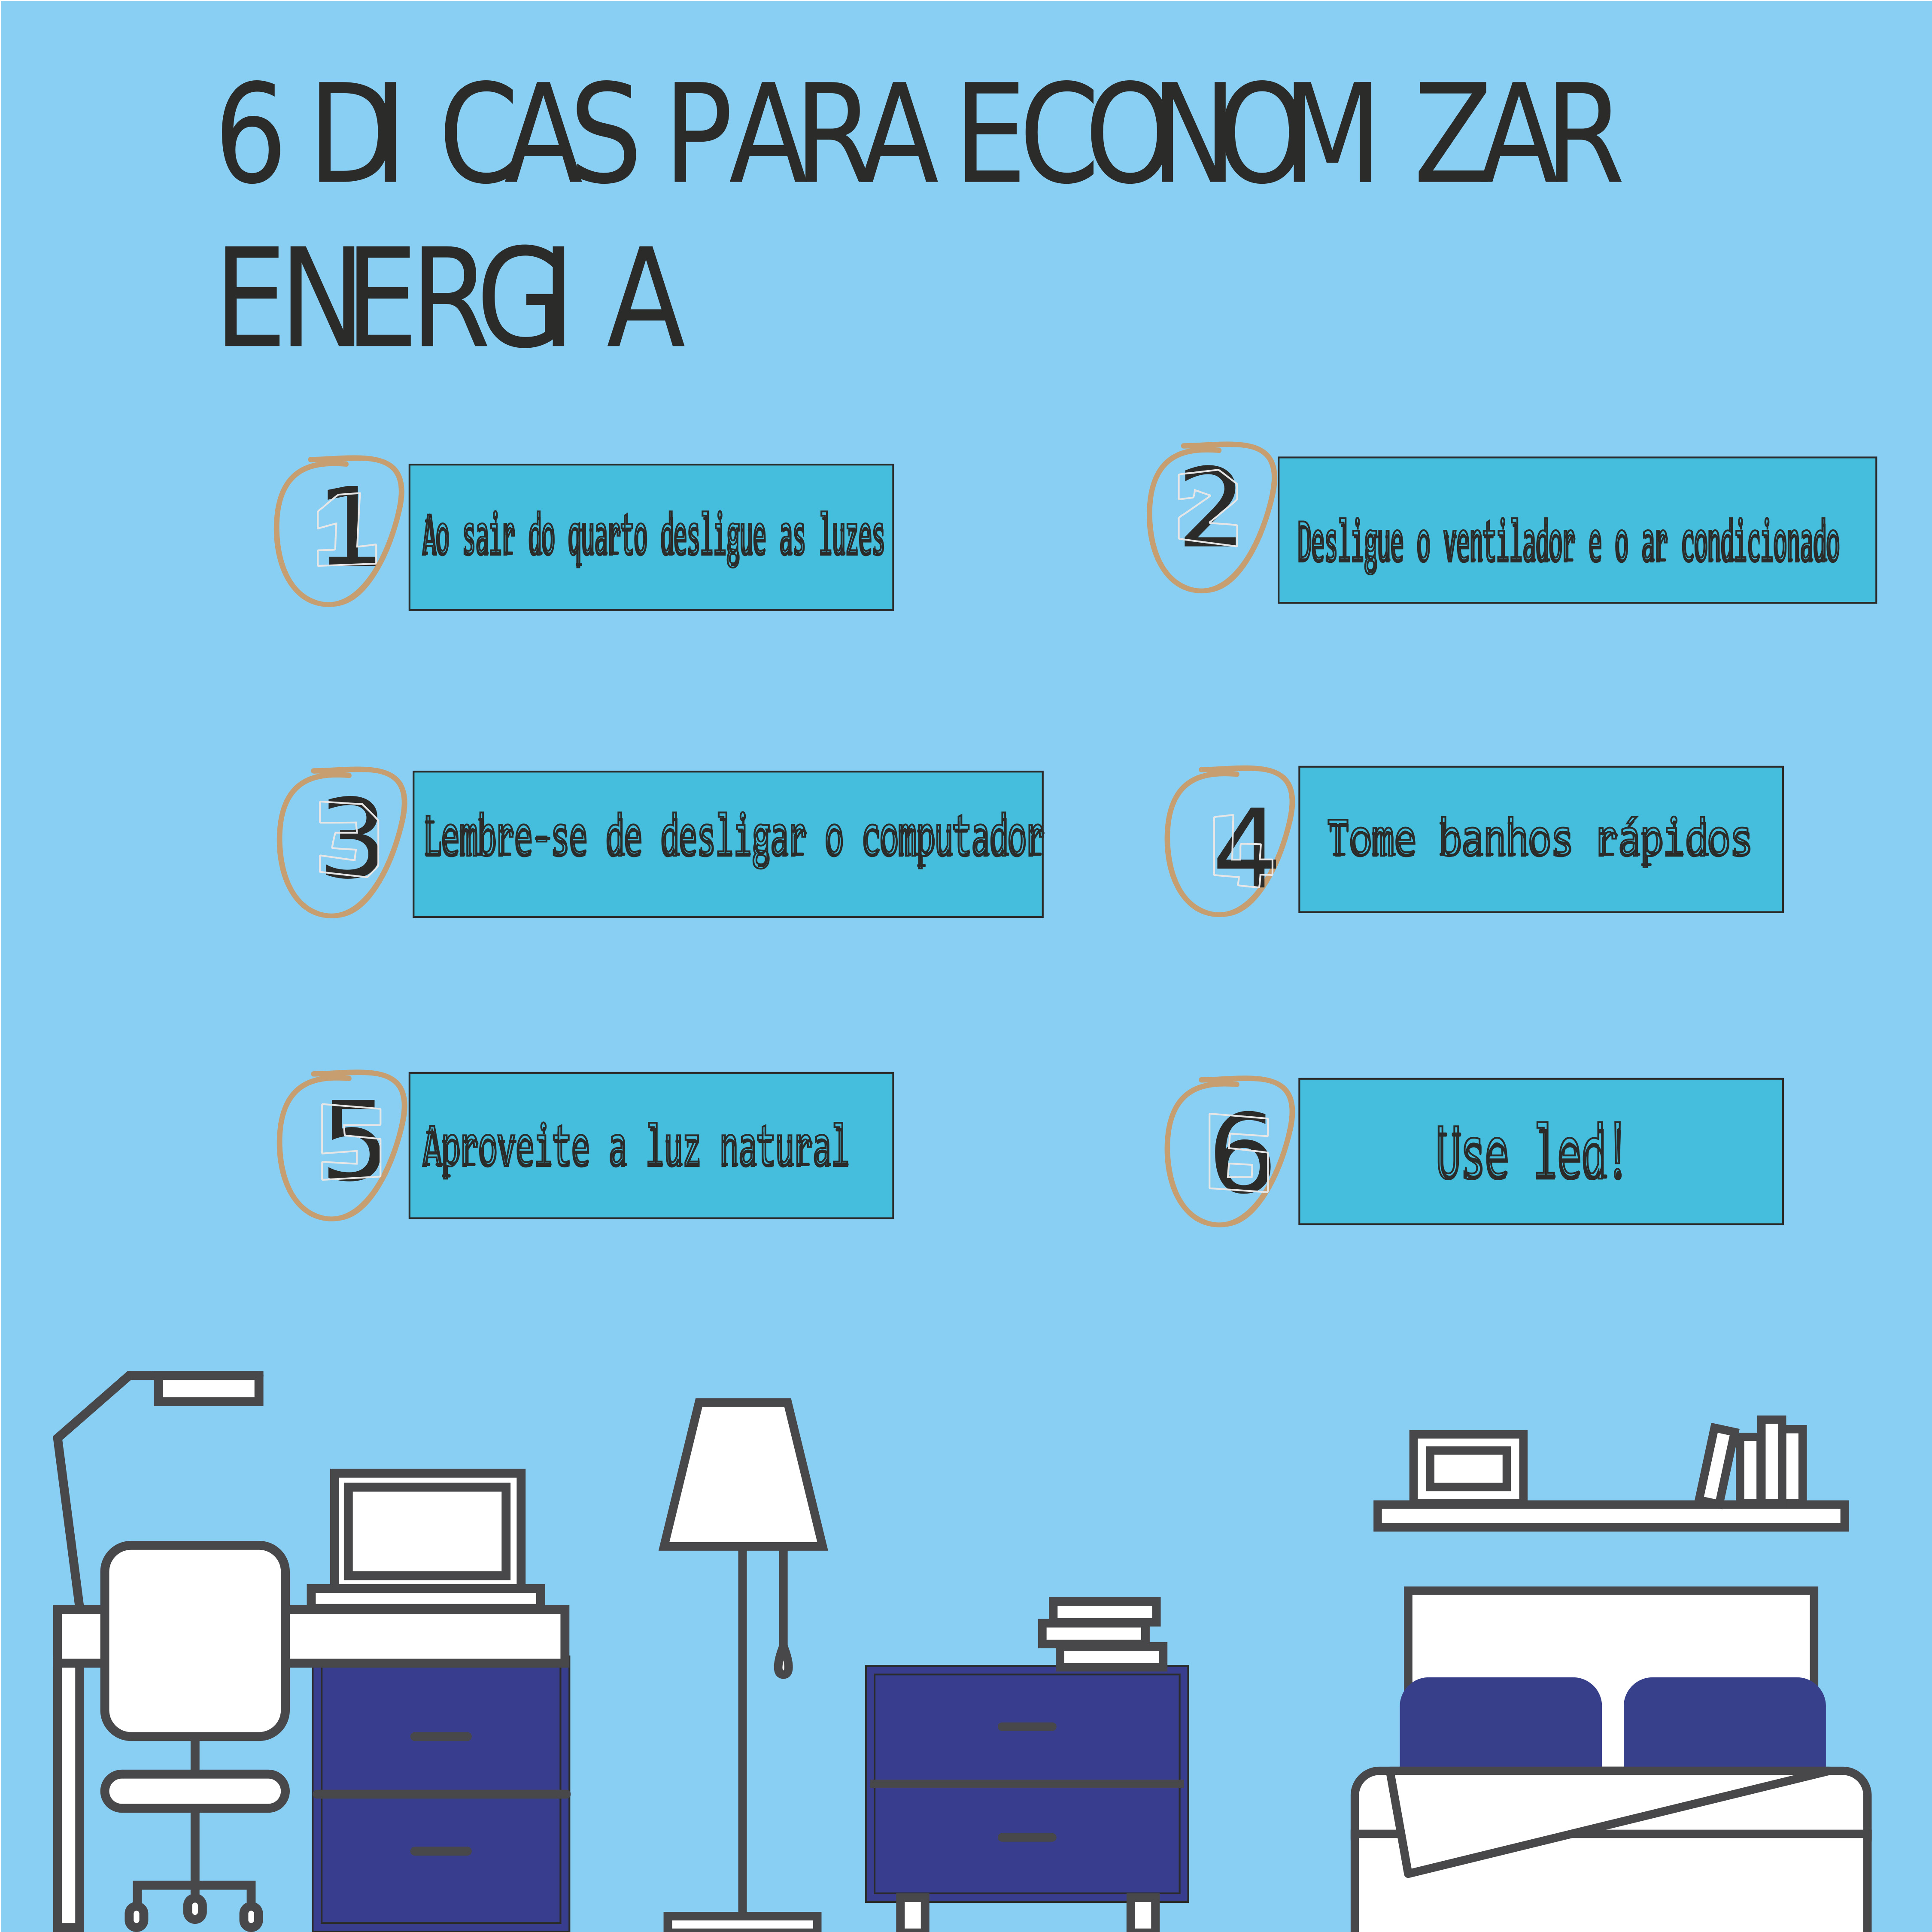 6 DICAS PARA ECONOMIZAR
ENERGIA
1
Ao sair do quarto desligue as luzes
2
Desligue o ventilador e o ar condicionado
3
Lembre-se de desligar o computador
4
Tome banhos rápidos
5
Aproveite a luz natural
6
Use led!